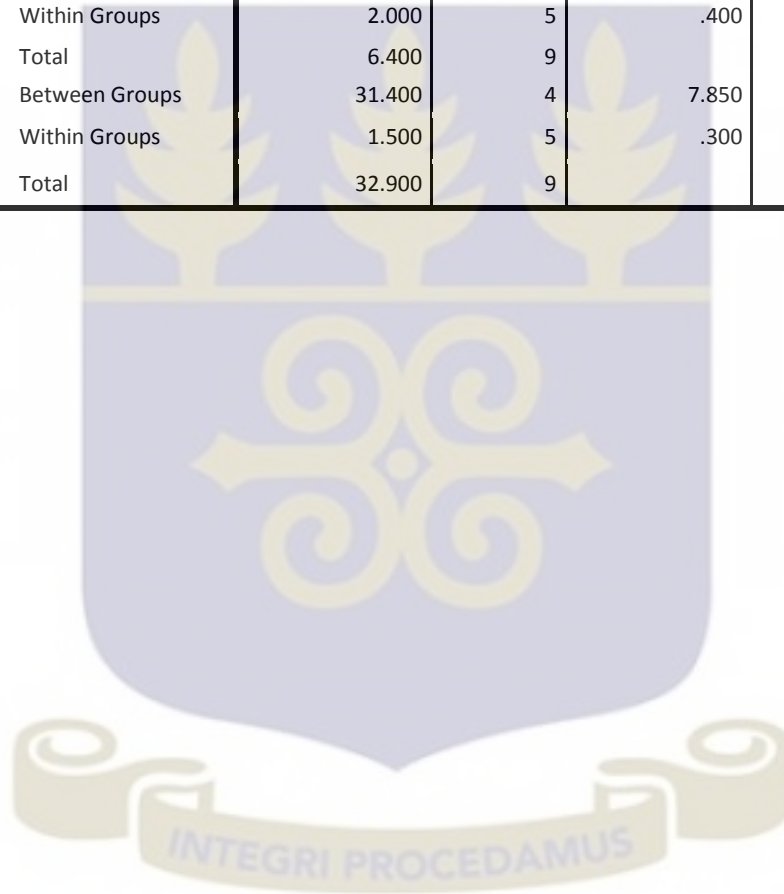 Within Groups 2.000 5 .400
Total 6.400 9
Between Groups 31.400 4 7.850
Within Groups 1.500 5 .300
Total 32.900 9
INTEGRI PROCEDAMUS